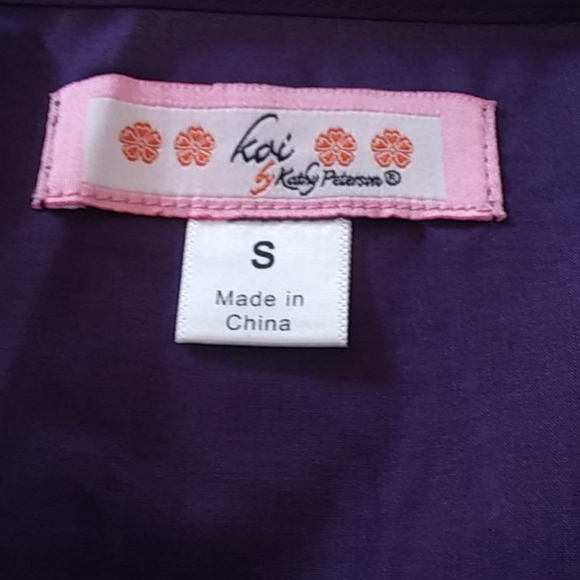 koi
by Kathy Peterson®
S
Made in
China